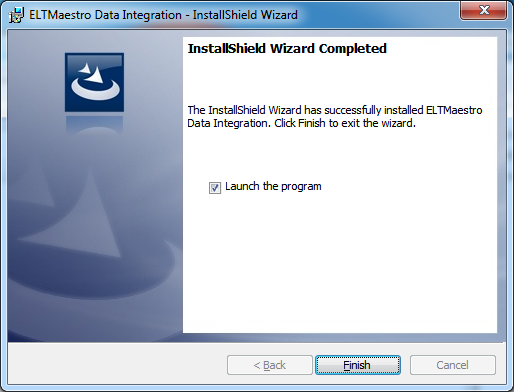 ELTMaestro Data Integration - InstallShield Wizard
InstallShield Wizard Completed
The InstallShield Wizard has successfully installed ELTMaestro
Data Integration. Click Finish to exit the wizard.
Launch the program
< Back
Finish
Cancel